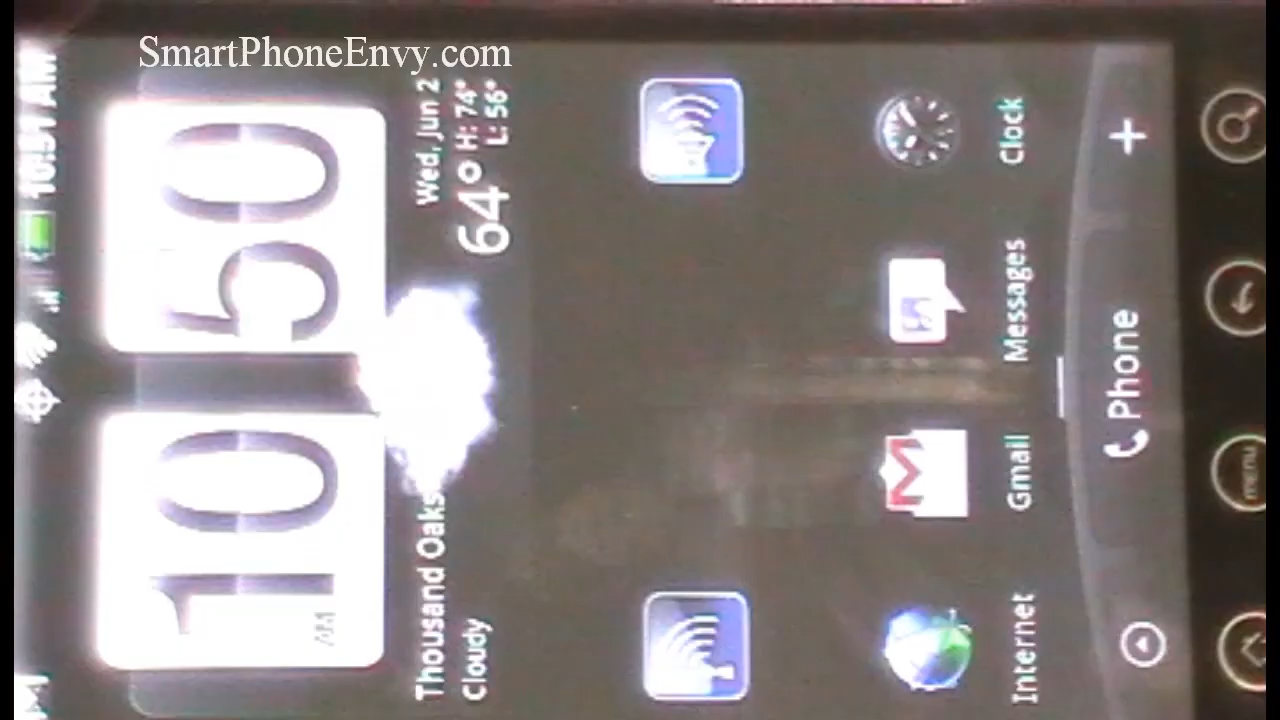 SmartPhoneEnvy.com
10:51 AM
10 50
AM
Thousand Oaks
Wed, Jun 2
Cloudy
64°
H: 74°
L: 56°
Internet
Gmail
Messages
Clock
Phone
+
menu